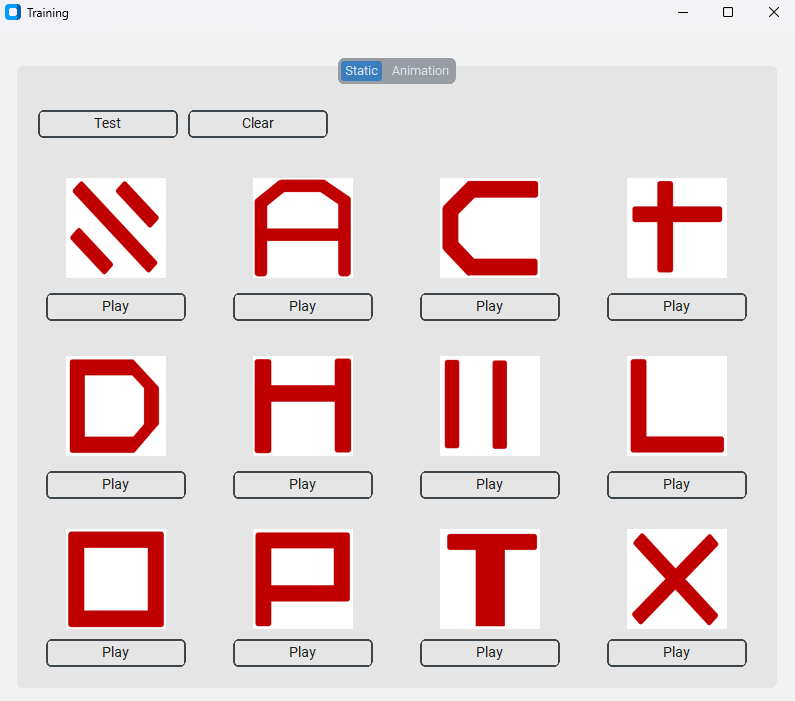 Training
Static Animation
Test Clear
A C
Play Play Play Play
D H L
Play Play Play Play
O P T X
Play Play Play Play